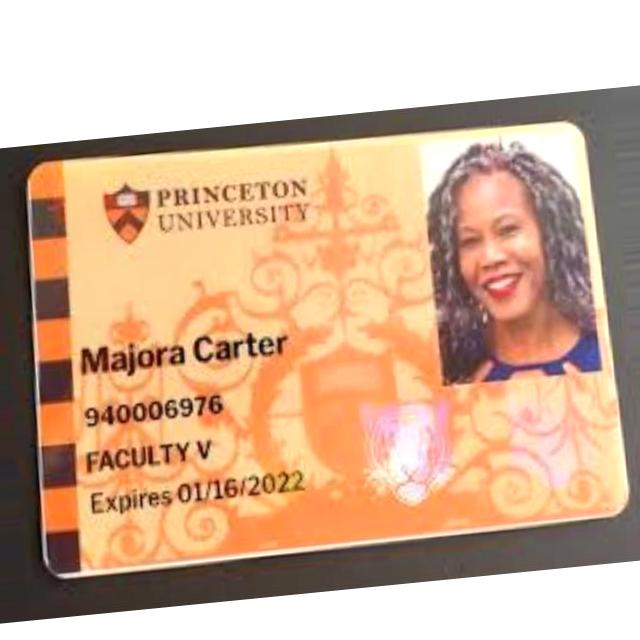 PRINCETON
UNIVERSITY
Majora Carter
940006976
FACULTY V
Expires 01/16/2022